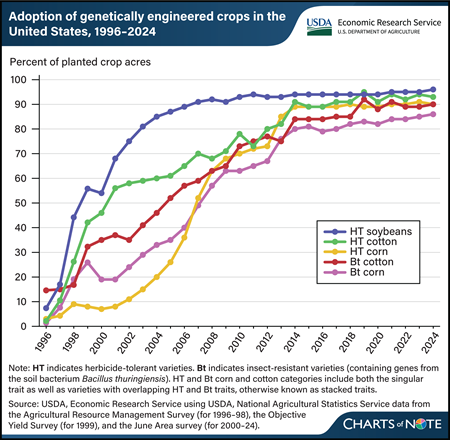 Adoption of genetically engineered crops in the
United States, 1996–2024
USDA
Economic Research Service
U.S. DEPARTMENT OF AGRICULTURE
Percent of planted crop acres
100
90
80
70
60
50
40
30
20
10
0
HT soybeans
HT cotton
HT corn
Bt cotton
Bt corn
1996
1998
2000
2002
2004
2006
2008
2010
2012
2014
2016
2018
2020
2022
2024
Note: HT indicates herbicide-tolerant varieties. Bt indicates insect-resistant varieties (containing genes from
the soil bacterium Bacillus thuringiensis). HT and Bt corn and cotton categories include both the singular
trait as well as varieties with overlapping HT and Bt traits, otherwise known as stacked traits.
Source: USDA, Economic Research Service using USDA, National Agricultural Statistics Service data from
the Agricultural Resource Management Survey (for 1996–98), the Objective
Yield Survey (for 1999), and the June Area survey (for 2000–24).
CHARTS of NOTE